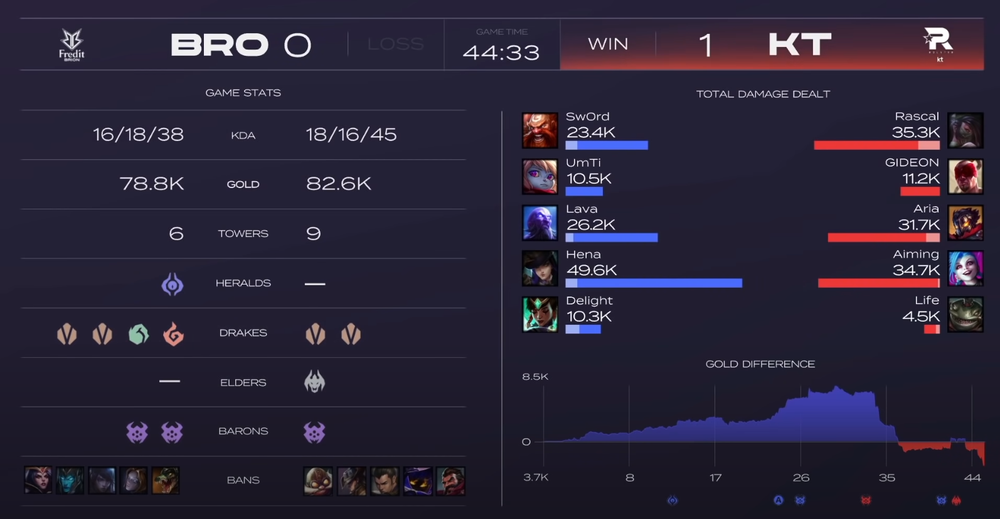 Fredit
BRION
BRO 0
LOSS
GAME TIME
44:33
WIN
1 KT
kt
GAME STATS
16/18/38 KDA 18/16/45
78.8K GOLD 82.6K
6 TOWERS 9
HERALDS —
DRAKES
— ELDERS
BARONS
BANS
TOTAL DAMAGE DEALT
Sw0rd
23.4K
Rascal
35.3K
UmTi
10.5K
GIDEON
11.2K
Lava
26.2K
Aria
31.7K
Hena
49.6K
Aiming
34.7K
Delight
10.3K
Life
4.5K
GOLD DIFFERENCE
8.5K
0
3.7K 8 17 26 35 44
A